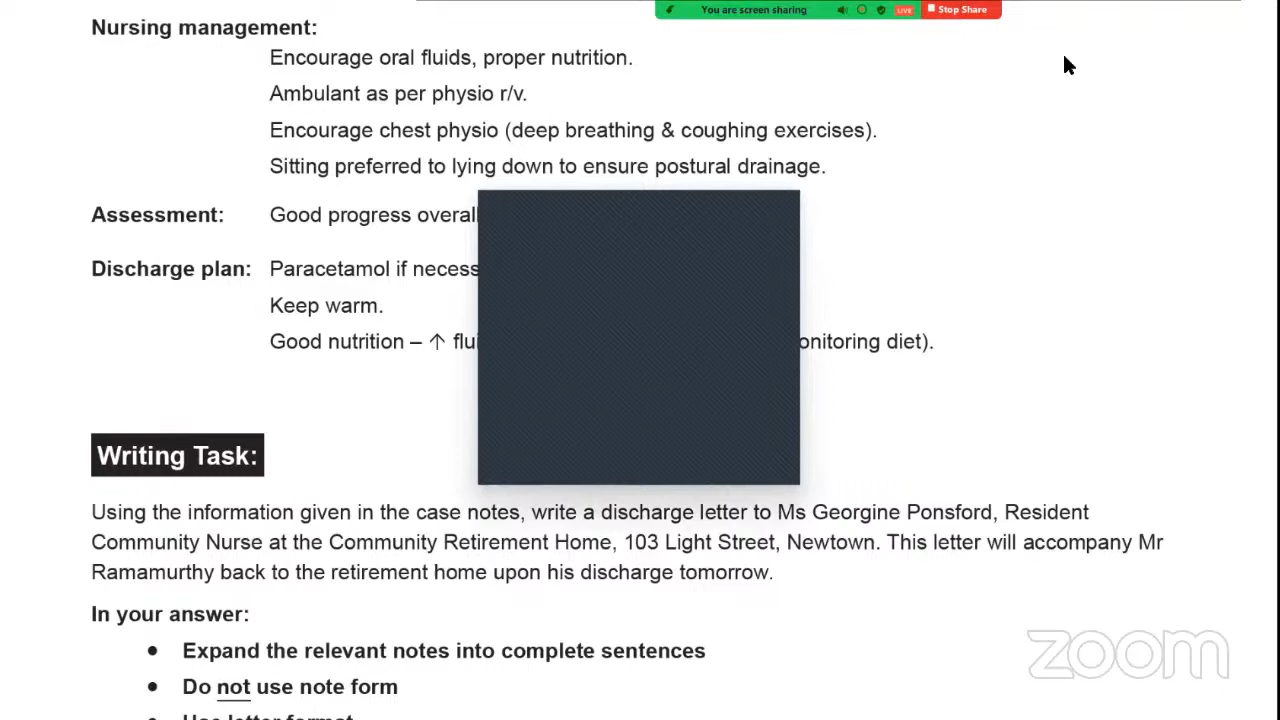 You are screen sharing LIVE Stop Share
Nursing management:
Encourage oral fluids, proper nutrition.
Ambulant as per physio r/v.
Encourage chest physio (deep breathing & coughing exercises).
Sitting preferred to lying down to ensure postural drainage.
Assessment: Good progress overall
Discharge plan: Paracetamol if
Keep warm.
Good nutrition – ↑ diet).
Writing Task:
Using the information given in the case notes, write a discharge letter to Ms Georgine Ponsford, Resident
Community Nurse at the Community Retirement Home, 103 Light Street, Newtown. This letter will accompany Mr
Ramamurthy back to the retirement home upon his discharge tomorrow.
In your answer:
• Expand the relevant notes into complete sentences
• Do not use note form
• Use letter format
zoom